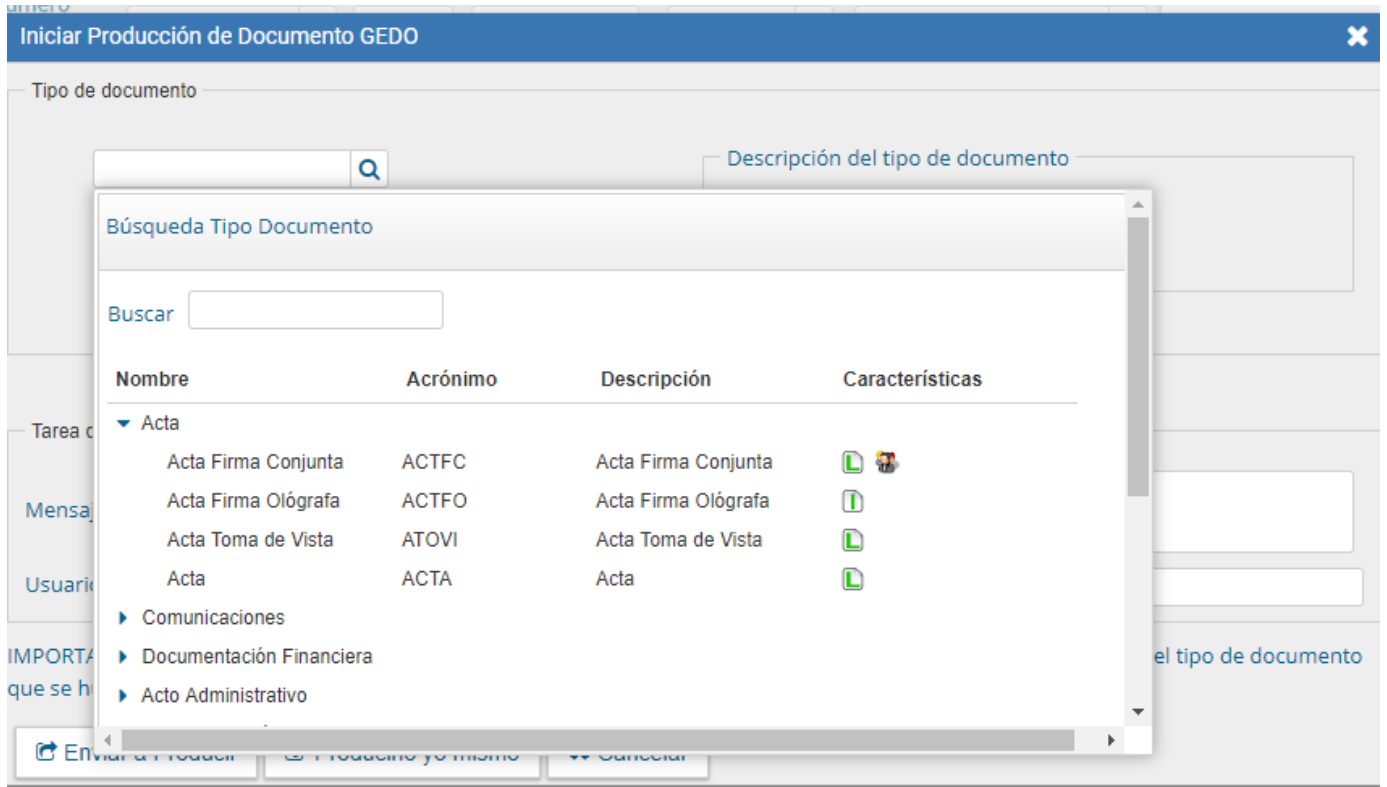 Iniciar Producción de Documento GEDO
Tipo de documento
Descripción del tipo de documento
Búsqueda Tipo Documento
Buscar
Nombre Acrónimo Descripción Características
Acta
Acta Firma Conjunta ACTFC Acta Firma Conjunta
Acta Firma Ológrafa ACTFO Acta Firma Ológrafa
Acta Toma de Vista ATOVI Acta Toma de Vista
Acta ACTA Acta
Comunicaciones
Documentación Financiera
Acto Administrativo
Tarea
Mensaj
Usuari
IMPORTA el tipo de documento
que se h
Enviar a Producir Producirlo yo mismo Cancelar